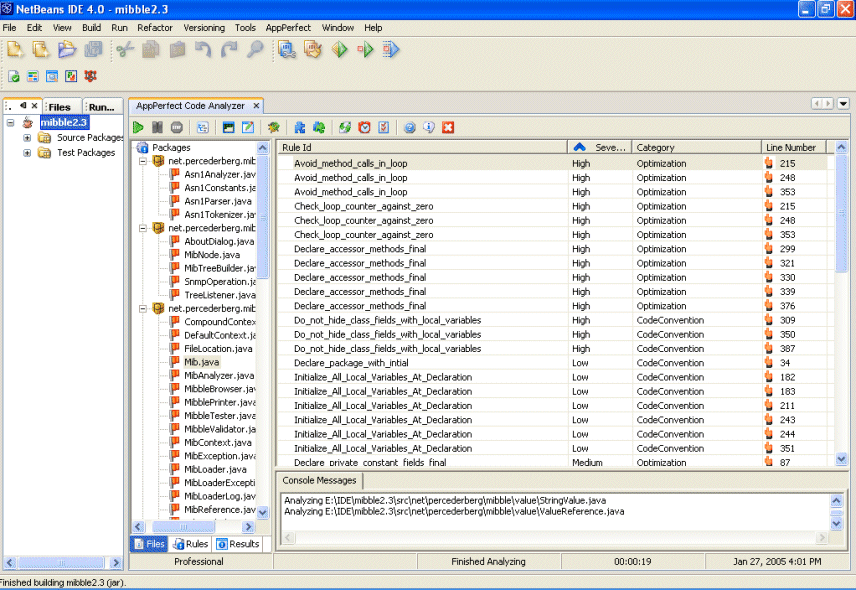 NetBeans IDE 4.0 - mibble2.3
File Edit View Build Run Refactor Versioning Tools AppPerfect Window Help
Files Run...
AppPerfect Code Analyzer
mibble2.3
Source Packages
Test Packages
Packages
net.percederberg.mib
Asn1Analyzer.jav
Asn1Constants.ja
Asn1Parser.java
Asn1Tokenizer.jav
net.percederberg.mib
AboutDialog.java
MibNode.java
MibTreeBuilder.jav
SnmpOperation.ja
TreeListener.java
net.percederberg.mib
CompoundContex
DefaultContext.ja
FileLocation.java
Mib.java
MibAnalyzer.java
MibbleBrowser.jav
MibblePrinter.java
MibbleTester.java
MibbleValidator.ja
MibContext.java
MibException.java
MibLoader.java
MibLoaderExcepti
MibLoaderLog.jav
MibReference.jav
Files Rules Results
Rule Id Seve... Category Line Number
Avoid_method_calls_in_loop High Optimization 215
Avoid_method_calls_in_loop High Optimization 248
Avoid_method_calls_in_loop High Optimization 353
Check_loop_counter_against_zero High Optimization 215
Check_loop_counter_against_zero High Optimization 248
Check_loop_counter_against_zero High Optimization 353
Declare_accessor_methods_final High Optimization 299
Declare_accessor_methods_final High Optimization 321
Declare_accessor_methods_final High Optimization 330
Declare_accessor_methods_final High Optimization 339
Declare_accessor_methods_final High Optimization 376
Do_not_hide_class_fields_with_local_variables High CodeConvention 309
Do_not_hide_class_fields_with_local_variables High CodeConvention 350
Do_not_hide_class_fields_with_local_variables High CodeConvention 387
Declare_package_with_intial Low CodeConvention 34
Initialize_All_Local_Variables_At_Declaration Low CodeConvention 182
Initialize_All_Local_Variables_At_Declaration Low CodeConvention 183
Initialize_All_Local_Variables_At_Declaration Low CodeConvention 211
Initialize_All_Local_Variables_At_Declaration Low CodeConvention 243
Initialize_All_Local_Variables_At_Declaration Low CodeConvention 244
Initialize_All_Local_Variables_At_Declaration Low CodeConvention 351
Declare_private_constant_fields_final Medium Optimization 87
Console Messages
Analyzing E:\IDE\mibble2.3\src\net\percederberg\mibble\value\StringValue.java
Analyzing E:\IDE\mibble2.3\src\net\percederberg\mibble\value\ValueReference.java
Professional Finished Analyzing 00:00:19 Jan 27, 2005 4:01 PM
Finished building mibble2.3 (jar).